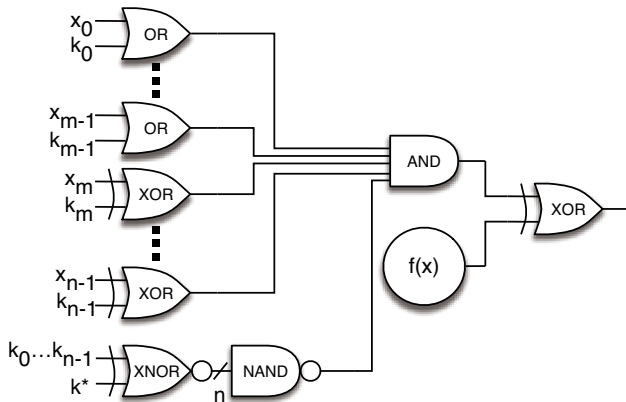 x0
k0
OR
xm-1
km-1
OR
AND
xm
km
XOR
XOR
f(x)
xn-1
kn-1
XOR
k0...kn-1
k*
XNOR
n
NAND